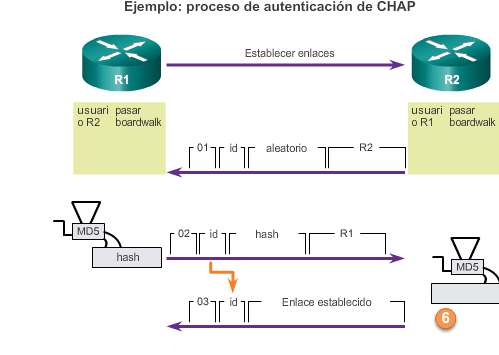 Ejemplo: proceso de autenticación de CHAP
Establecer enlaces
R1
R2
usuari pasar
o R2 boardwalk
usuari pasar
o R1 boardwalk
01 id aleatorio R2
MD5
hash
02 id hash R1
MD5
03 id Enlace establecido
6